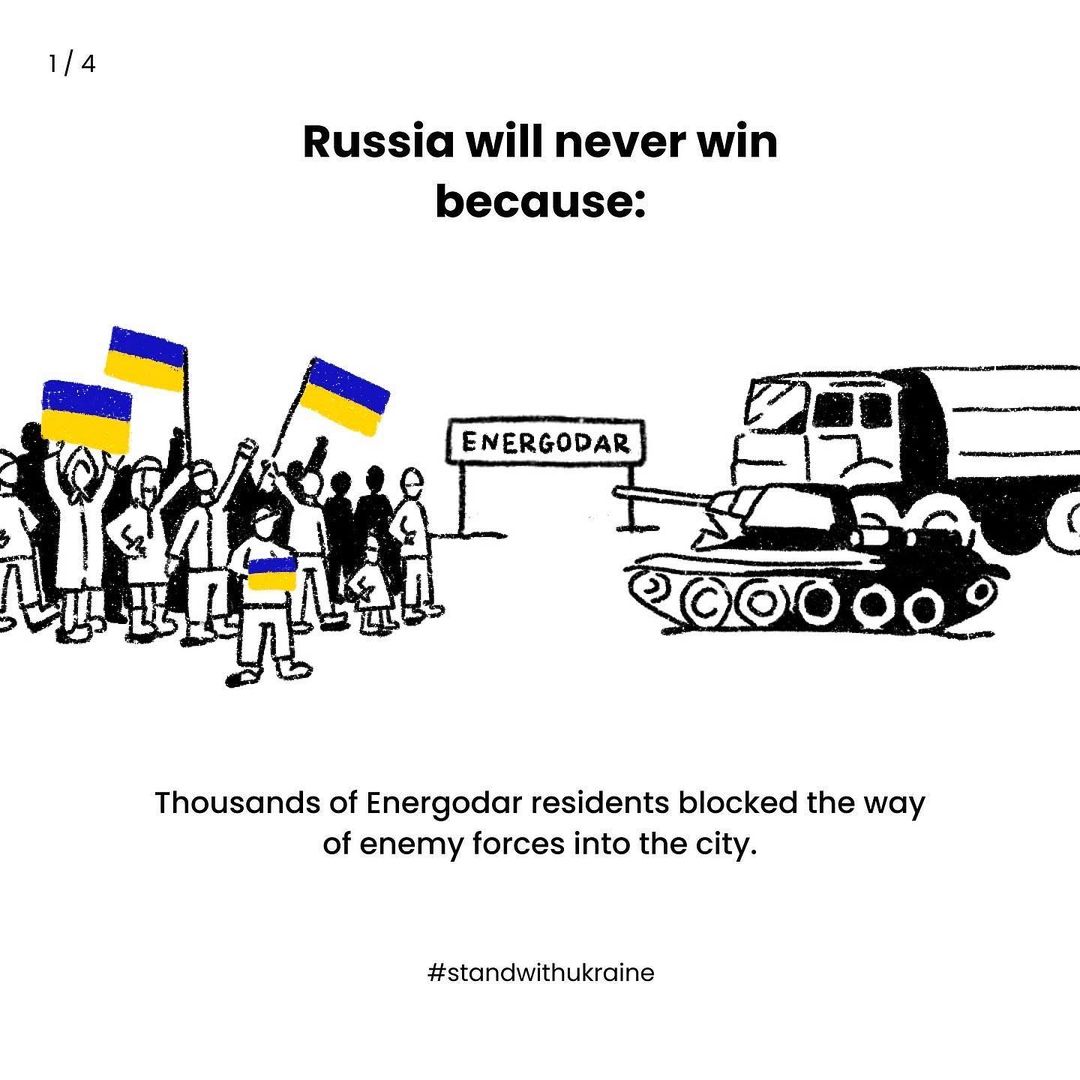 1 / 4
Russia will never win
because:
ENERGODAR
Thousands of Energodar residents blocked the way
of enemy forces into the city.
#standwithukraine